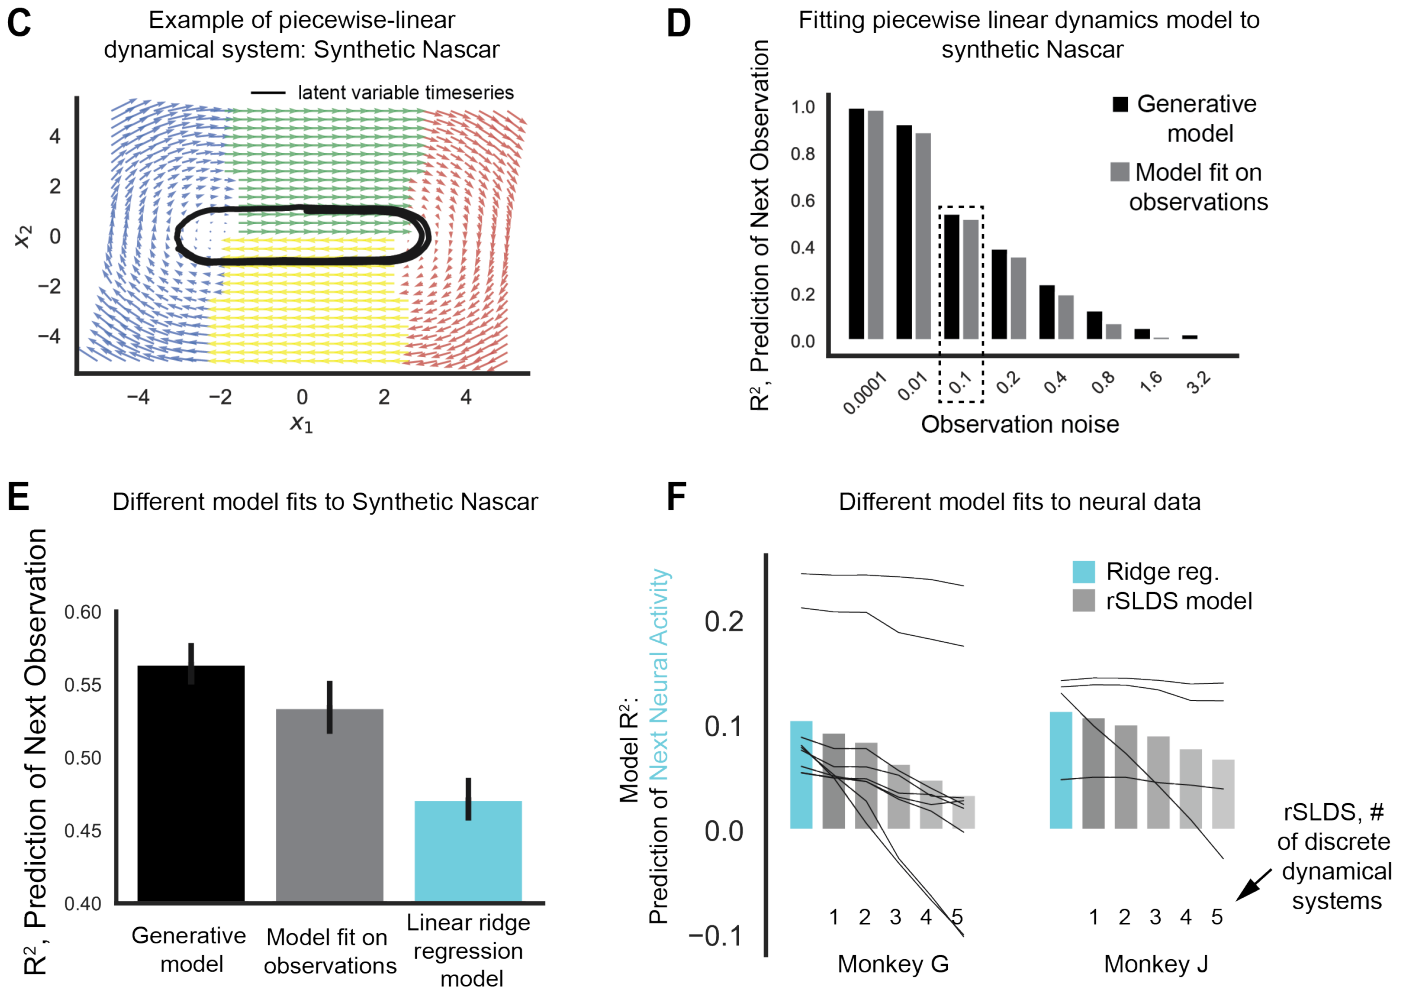 C
Example of piecewise-linear
dynamical system: Synthetic Nascar
latent variable timeseries
4
2
0
−2
−4
x2
−4
−2
0
2
4
x1
D
Fitting piecewise linear dynamics model to
synthetic Nascar
R², Prediction of Next Observation
Generative
model
Model fit on
observations
1.0
0.8
0.6
0.4
0.2
0.0
0.0001
0.01
0.1
0.2
0.4
0.8
1.6
3.2
Observation noise
E
Different model fits to Synthetic Nascar
R², Prediction of Next Observation
0.60
0.55
0.50
0.45
0.40
Generative
model
Model fit on
observations
Linear ridge
regression
model
F
Different model fits to neural data
Model R²:
Prediction of Next Neural Activity
Ridge reg.
rSLDS model
0.2
0.1
0.0
−0.1
1 2 3 4 5
Monkey G
1 2 3 4 5
Monkey J
rSLDS, #
of discrete
dynamical
systems